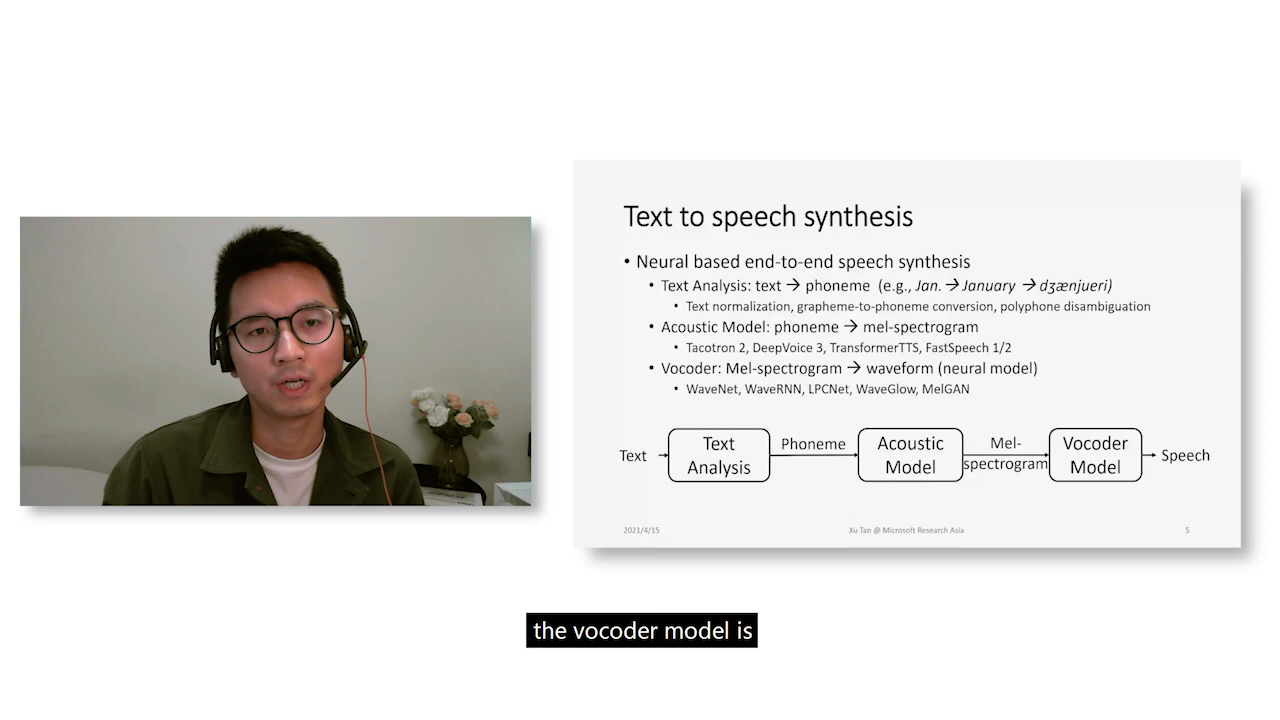 Text to speech synthesis
• Neural based end-to-end speech synthesis
• Text Analysis: text → phoneme (e.g., Jan. → January → dʒænjueri)
• Text normalization, grapheme-to-phoneme conversion, polyphone disambiguation
• Acoustic Model: phoneme → mel-spectrogram
• Tacotron 2, DeepVoice 3, TransformerTTS, FastSpeech 1/2
• Vocoder: Mel-spectrogram → waveform (neural model)
• WaveNet, WaveRNN, LPCNet, WaveGlow, MelGAN
Text
Text
Analysis
Phoneme
Acoustic
Model
Mel-
spectrogram
Vocoder
Model
Speech
2021/4/15
Xu Tan @ Microsoft Research Asia
5
the vocoder model is